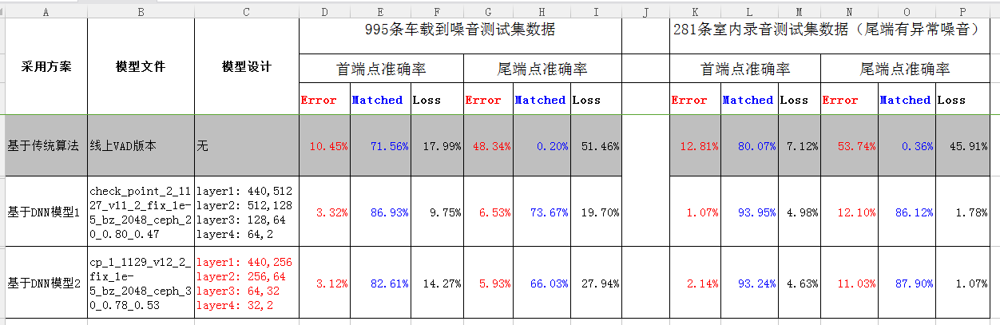 A B C D E F G H I J K L M N O P
采用方案 模型文件 模型设计 995条车载到噪音测试集数据 281条室内录音测试集数据（尾端有异常噪音）
首端点准确率 尾端点准确率 首端点准确率 尾端点准确率
Error Matched Loss Error Matched Loss Error Matched Loss Error Matched Loss
基于传统算法 线上VAD版本 无 10.45% 71.56% 17.99% 48.34% 0.20% 51.46% 12.81% 80.07% 7.12% 53.74% 0.36% 45.91%
基于DNN模型1
check_point_2_11
27_v11_2_fix_1e-
5_bz_2048_ceph_2
0_0.80_0.47
layer1: 440,512
layer2: 512,128
layer3: 128,64
layer4: 64,2
3.32% 86.93% 9.75% 6.53% 73.67% 19.70% 1.07% 93.95% 4.98% 12.10% 86.12% 1.78%
基于DNN模型2
cp_1_1129_v12_2_
fix_1e-
5_bz_2048_ceph_3
0_0.78_0.53
layer1: 440,256
layer2: 256,64
layer3: 64,32
layer4: 32,2
3.12% 82.61% 14.27% 5.93% 66.03% 27.94% 2.14% 93.24% 4.63% 11.03% 87.90% 1.07%